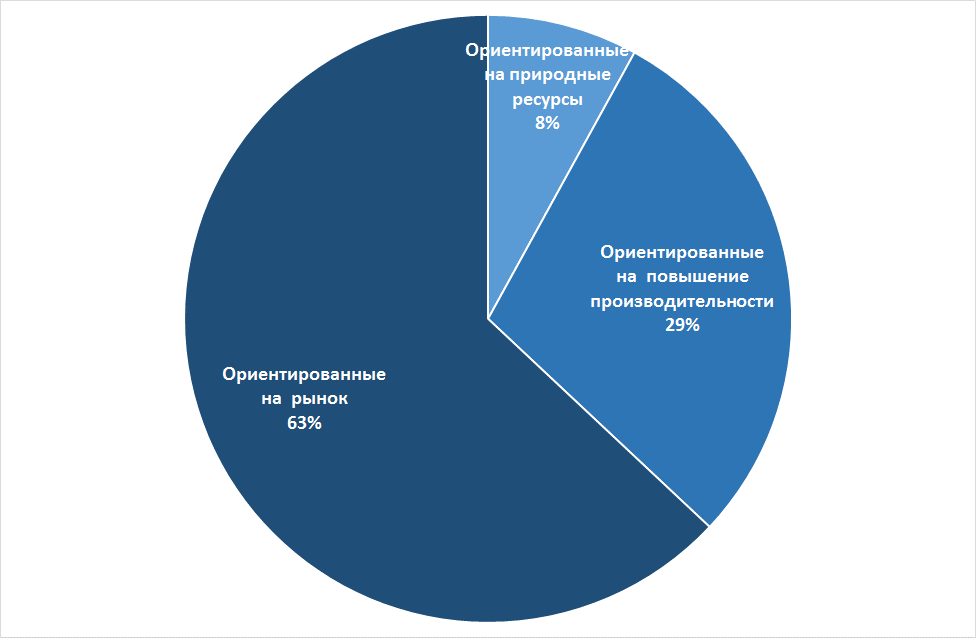 Ориентированные
на природные
ресурсы
8%
Ориентированные
на  повышение
производительности
29%
Ориентированные
на  рынок
63%